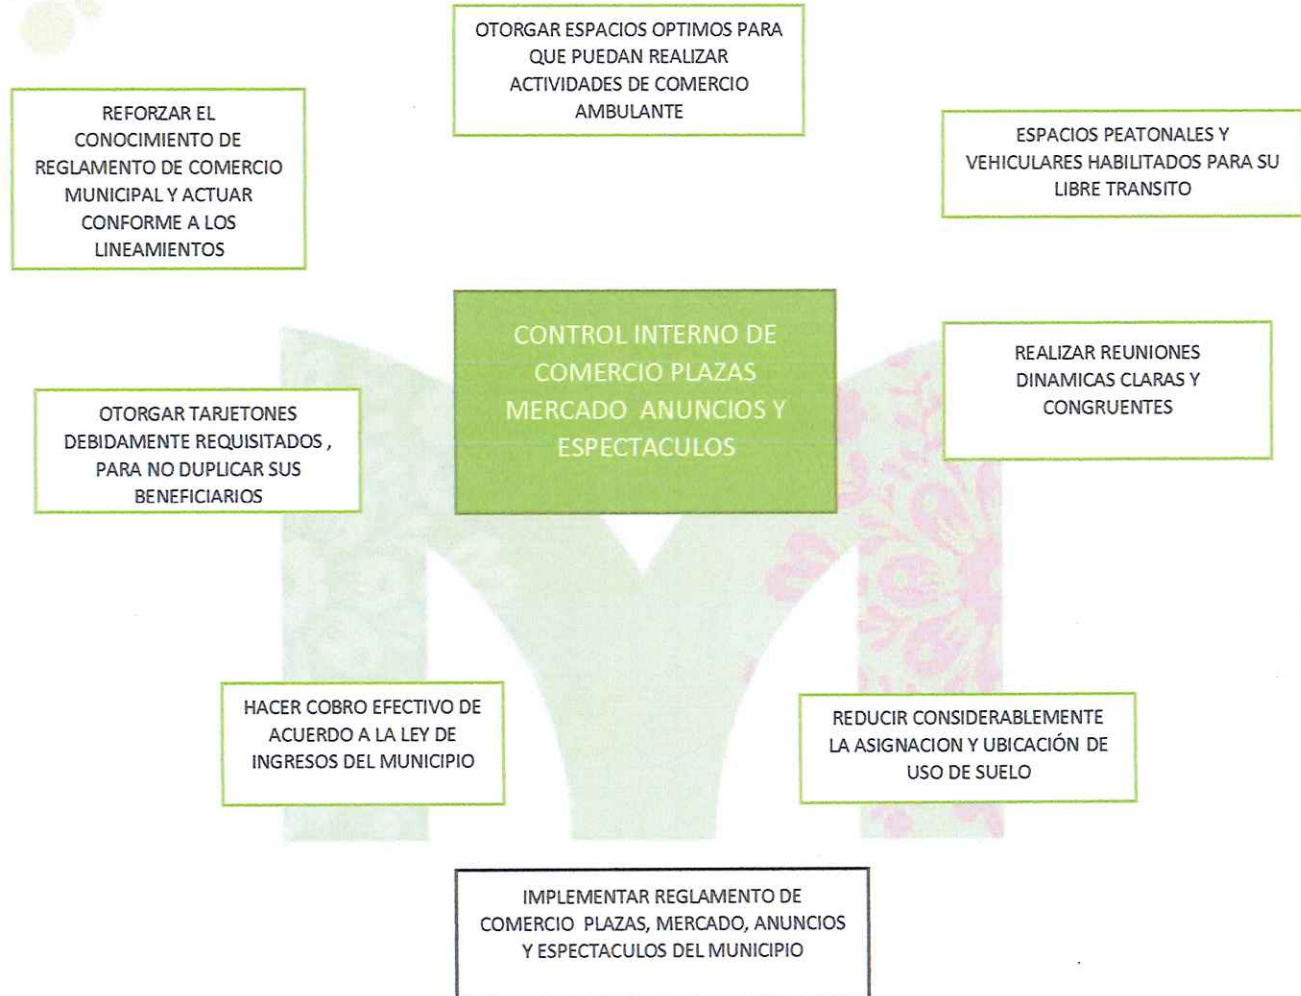 OTORGAR ESPACIOS OPTIMOS PARA
QUE PUEDAN REALIZAR
ACTIVIDADES DE COMERCIO
AMBULANTE
REFORZAR EL
CONOCIMIENTO DE
REGLAMENTO DE COMERCIO
MUNICIPAL Y ACTUAR
CONFORME A LOS
LINEAMIENTOS
ESPACIOS PEATONALES Y
VEHICULARES HABILITADOS PARA SU
LIBRE TRANSITO
CONTROL INTERNO DE
COMERCIO PLAZAS
MERCADO ANUNCIOS Y
ESPECTACULOS
REALIZAR REUNIONES
DINAMICAS CLARAS Y
CONGRUENTES
OTORGAR TARJETONES
DEBIDAMENTE REQUISITADOS ,
PARA NO DUPLICAR SUS
BENEFICIARIOS
HACER COBRO EFECTIVO DE
ACUERDO A LA LEY DE
INGRESOS DEL MUNICIPIO
REDUCIR CONSIDERABLEMENTE
LA ASIGNACION Y UBICACIÓN DE
USO DE SUELO
IMPLEMENTAR REGLAMENTO DE
COMERCIO PLAZAS, MERCADO, ANUNCIOS
Y ESPECTACULOS DEL MUNICIPIO